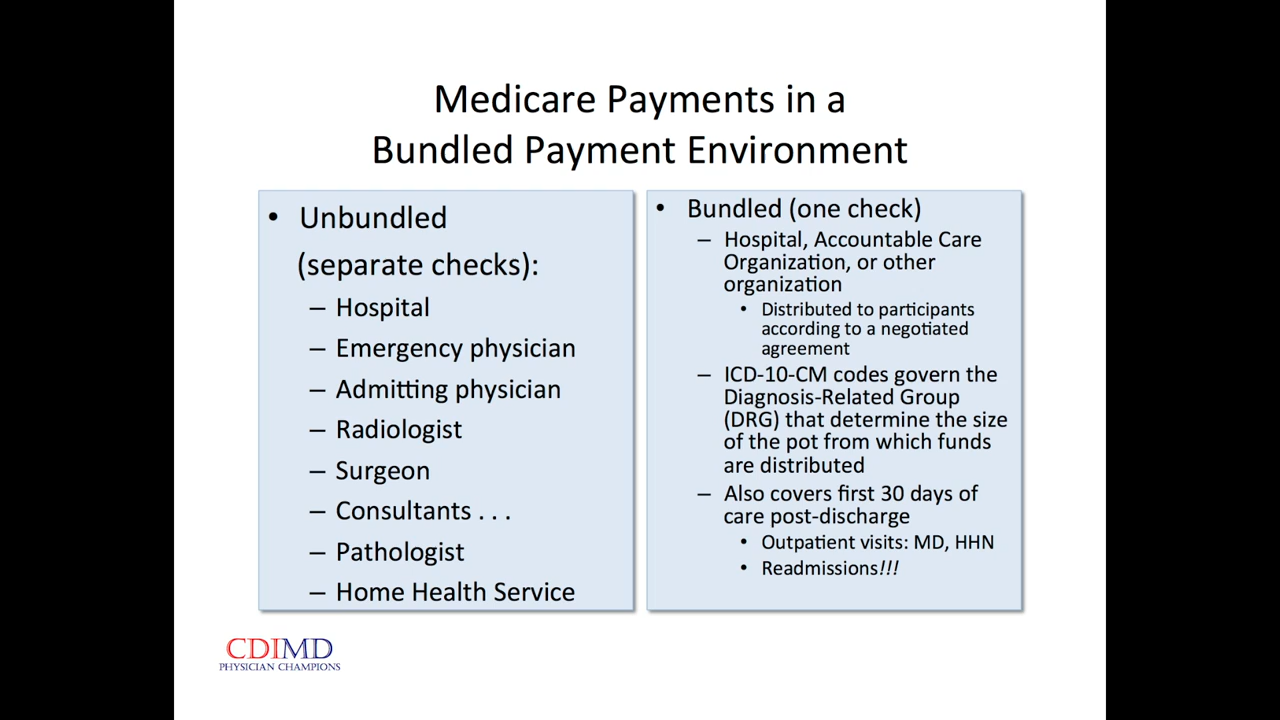 Medicare Payments in a
Bundled Payment Environment
• Unbundled
(separate checks):
– Hospital
– Emergency physician
– Admitting physician
– Radiologist
– Surgeon
– Consultants . . .
– Pathologist
– Home Health Service
• Bundled (one check)
– Hospital, Accountable Care
Organization, or other
organization
• Distributed to participants
according to a negotiated
agreement
– ICD-10-CM codes govern the
Diagnosis-Related Group
(DRG) that determine the size
of the pot from which funds
are distributed
– Also covers first 30 days of
care post-discharge
• Outpatient visits: MD, HHN
• Readmissions!!!
CDIMD
PHYSICIAN CHAMPIONS